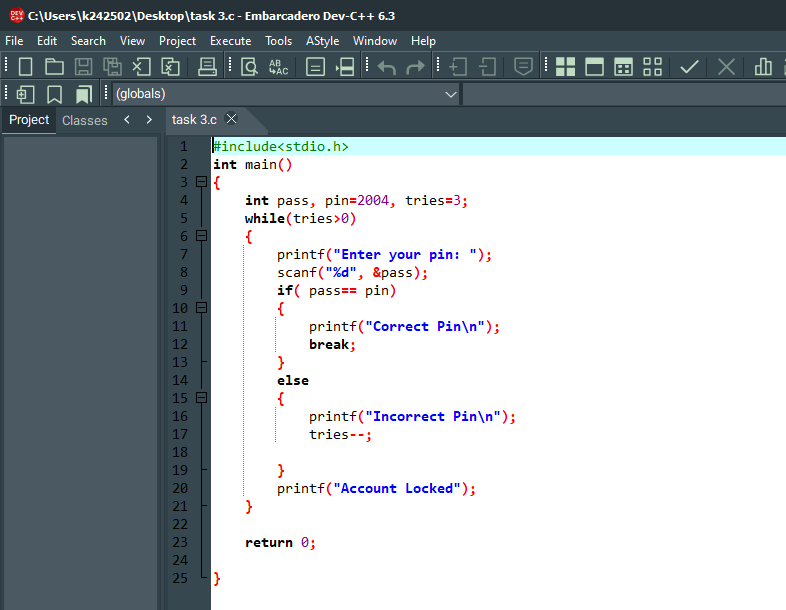 C:\Users\k242502\Desktop\task 3.c - Embarcadero Dev-C++ 6.3
File Edit Search View Project Execute Tools AStyle Window Help
(globals)
Project Classes < > task 3.c
1 #include<stdio.h>
2 int main()
3 {
4 int pass, pin=2004, tries=3;
5 while(tries>0)
6 {
7 printf("Enter your pin: ");
8 scanf("%d", &pass);
9 if( pass== pin)
10 {
11 printf("Correct Pin\n");
12 break;
13 }
14 else
15 {
16 printf("Incorrect Pin\n");
17 tries--;
18
19 }
20 printf("Account Locked");
21 }
22
23 return 0;
24
25 }